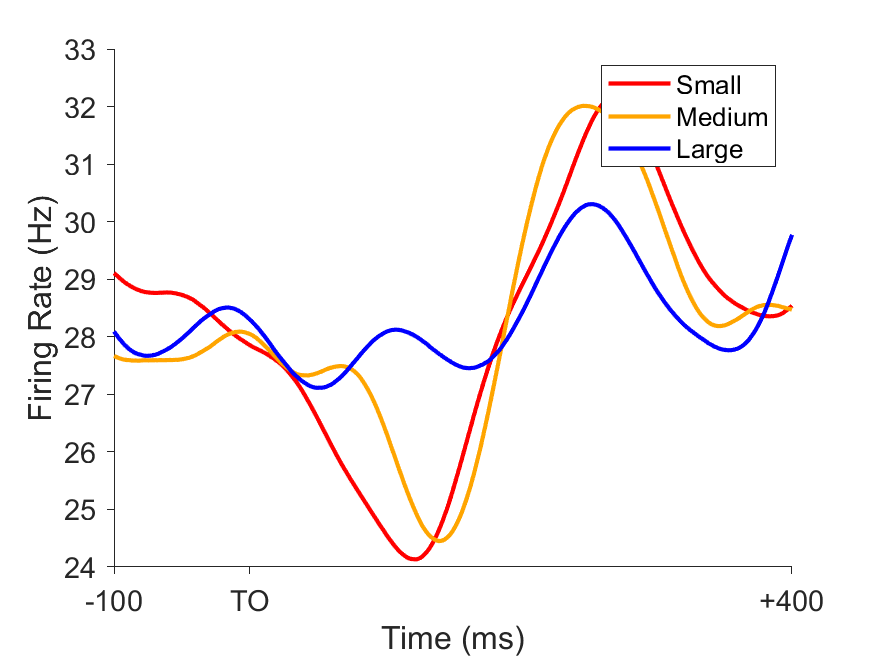 33
32
31
30
29
28
27
26
25
24
Firing Rate (Hz)
Small
Medium
Large
-100 TO +400
Time (ms)